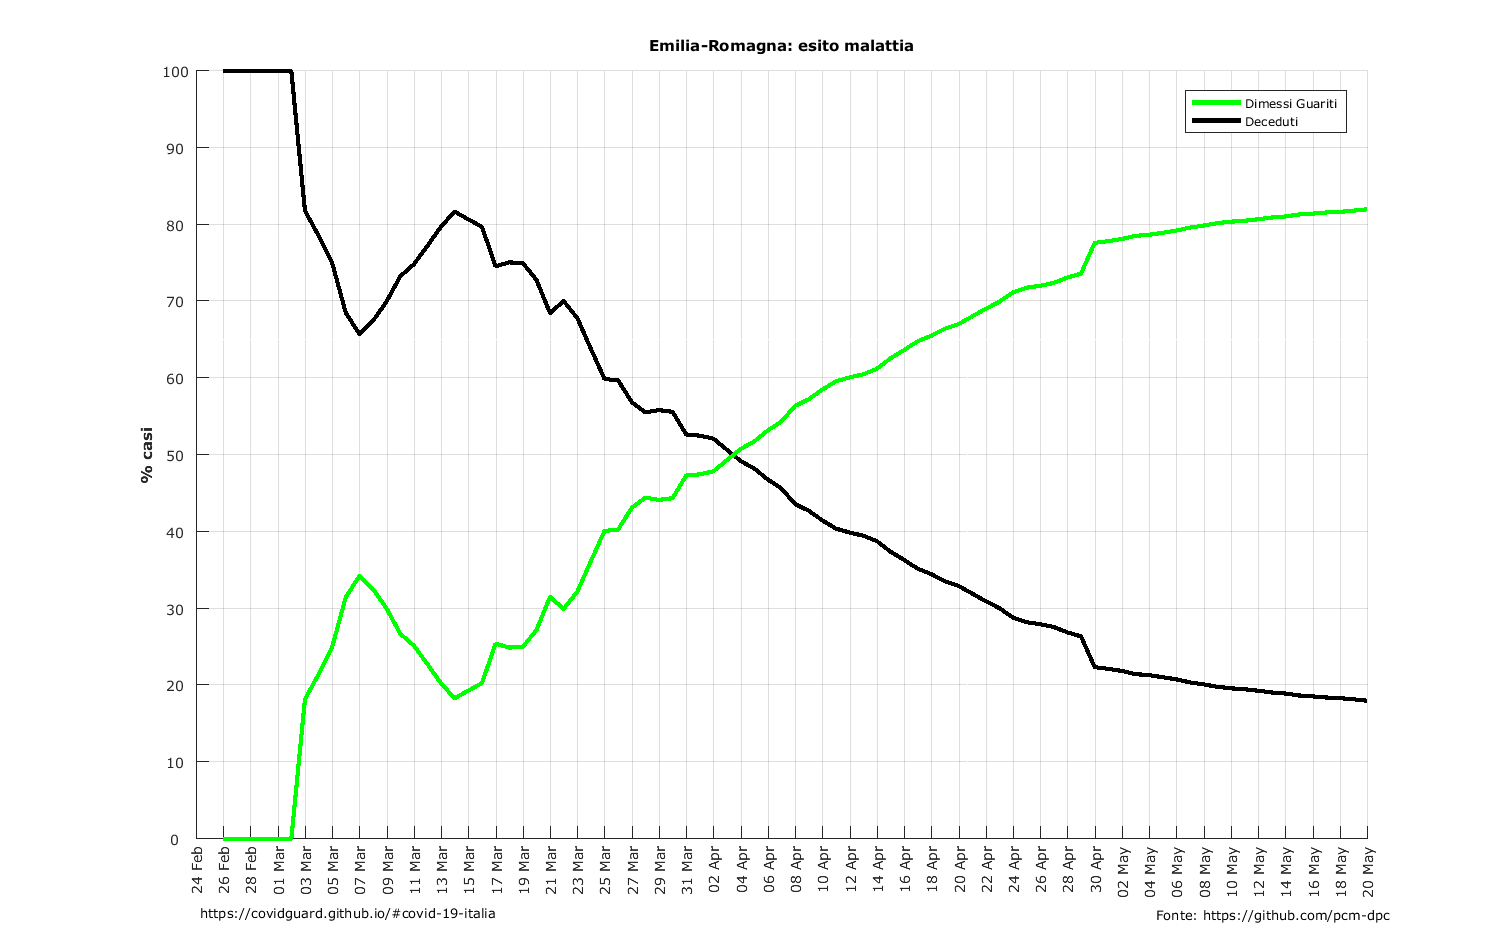 Emilia-Romagna: esito malattia
Dimessi Guariti
Deceduti
% casi
100
90
80
70
60
50
40
30
20
10
0
24 Feb
26 Feb
28 Feb
01 Mar
03 Mar
05 Mar
07 Mar
09 Mar
11 Mar
13 Mar
15 Mar
17 Mar
19 Mar
21 Mar
23 Mar
25 Mar
27 Mar
29 Mar
31 Mar
02 Apr
04 Apr
06 Apr
08 Apr
10 Apr
12 Apr
14 Apr
16 Apr
18 Apr
20 Apr
22 Apr
24 Apr
26 Apr
28 Apr
30 Apr
02 May
04 May
06 May
08 May
10 May
12 May
14 May
16 May
18 May
20 May
https://covidguard.github.io/#covid-19-italia
Fonte: https://github.com/pcm-dpc